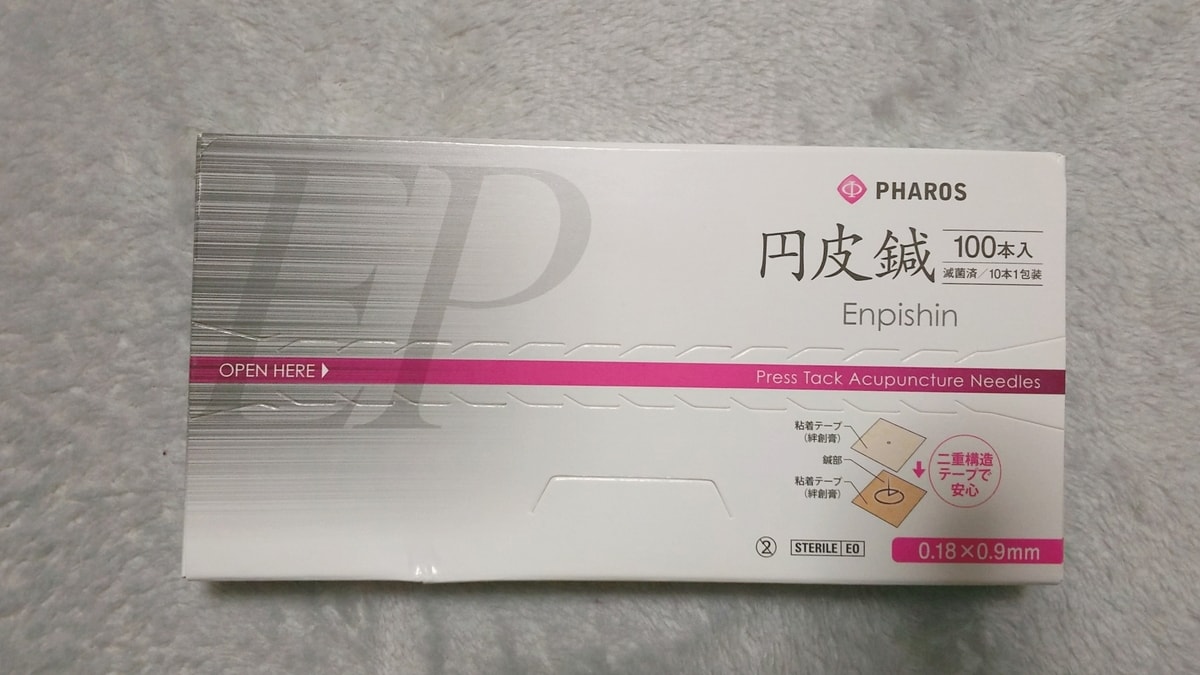 EP
PHAROS
円皮鍼
100本入
滅菌済/10本1包装
Enpishin
OPEN HERE
Press Tack Acupuncture Needles
粘着テープ
(絆創膏)
鍼部
粘着テープ
(絆創膏)
二重構造
テープで
安心
2
STERILE EO
0.18×0.9mm